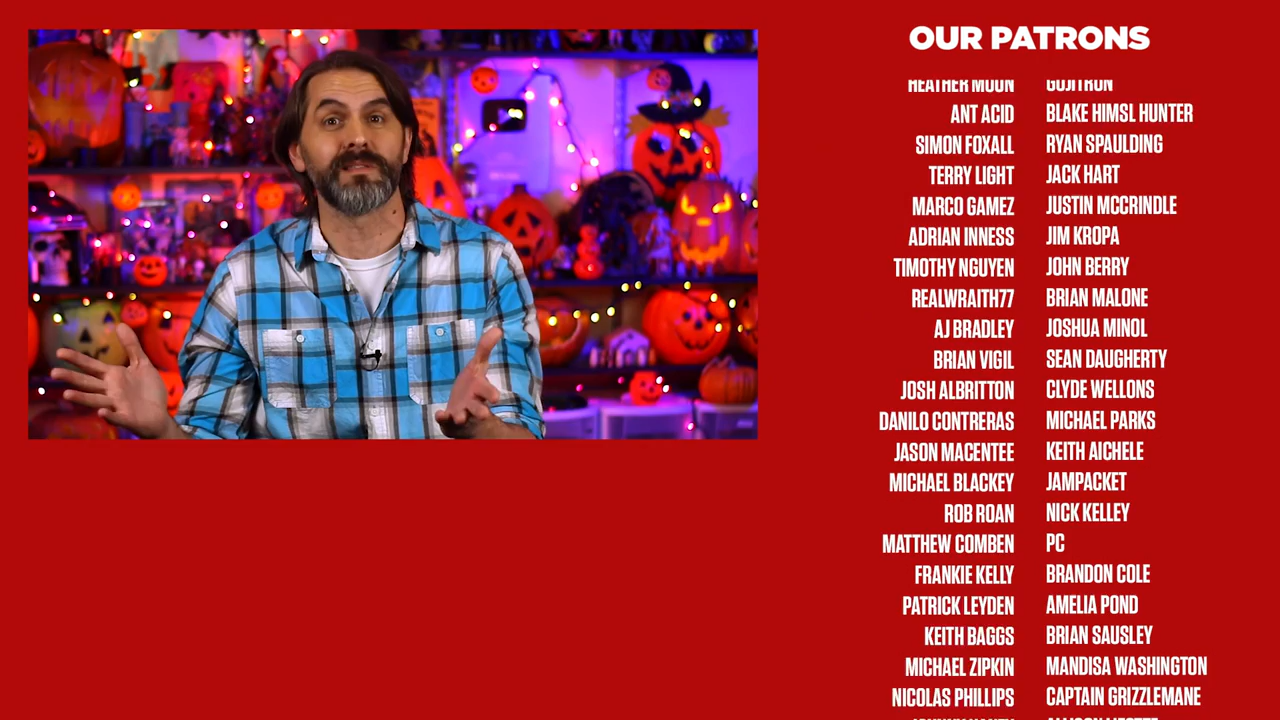 OUR PATRONS
HEATHER MOON GOJITRON
ANT ACID BLAKE HIMSL HUNTER
SIMON FOXALL RYAN SPAULDING
TERRY LIGHT JACK HART
MARCO GAMEZ JUSTIN MCCRINDLE
ADRIAN INNESS JIM KROPA
TIMOTHY NGUYEN JOHN BERRY
REALWRAITH77 BRIAN MALONE
AJ BRADLEY JOSHUA MINOL
BRIAN VIGIL SEAN DAUGHERTY
JOSH ALBRITTON CLYDE WELLONS
DANILO CONTRERAS MICHAEL PARKS
JASON MACENTEE KEITH AICHELE
MICHAEL BLACKEY JAMPACKET
ROB ROAN NICK KELLEY
MATTHEW COMBEN PC
FRANKIE KELLY BRANDON COLE
PATRICK LEYDEN AMELIA POND
KEITH BAGGS BRIAN SAUSLEY
MICHAEL ZIPKIN MANDISA WASHINGTON
NICOLAS PHILLIPS CAPTAIN GRIZZLEMANE